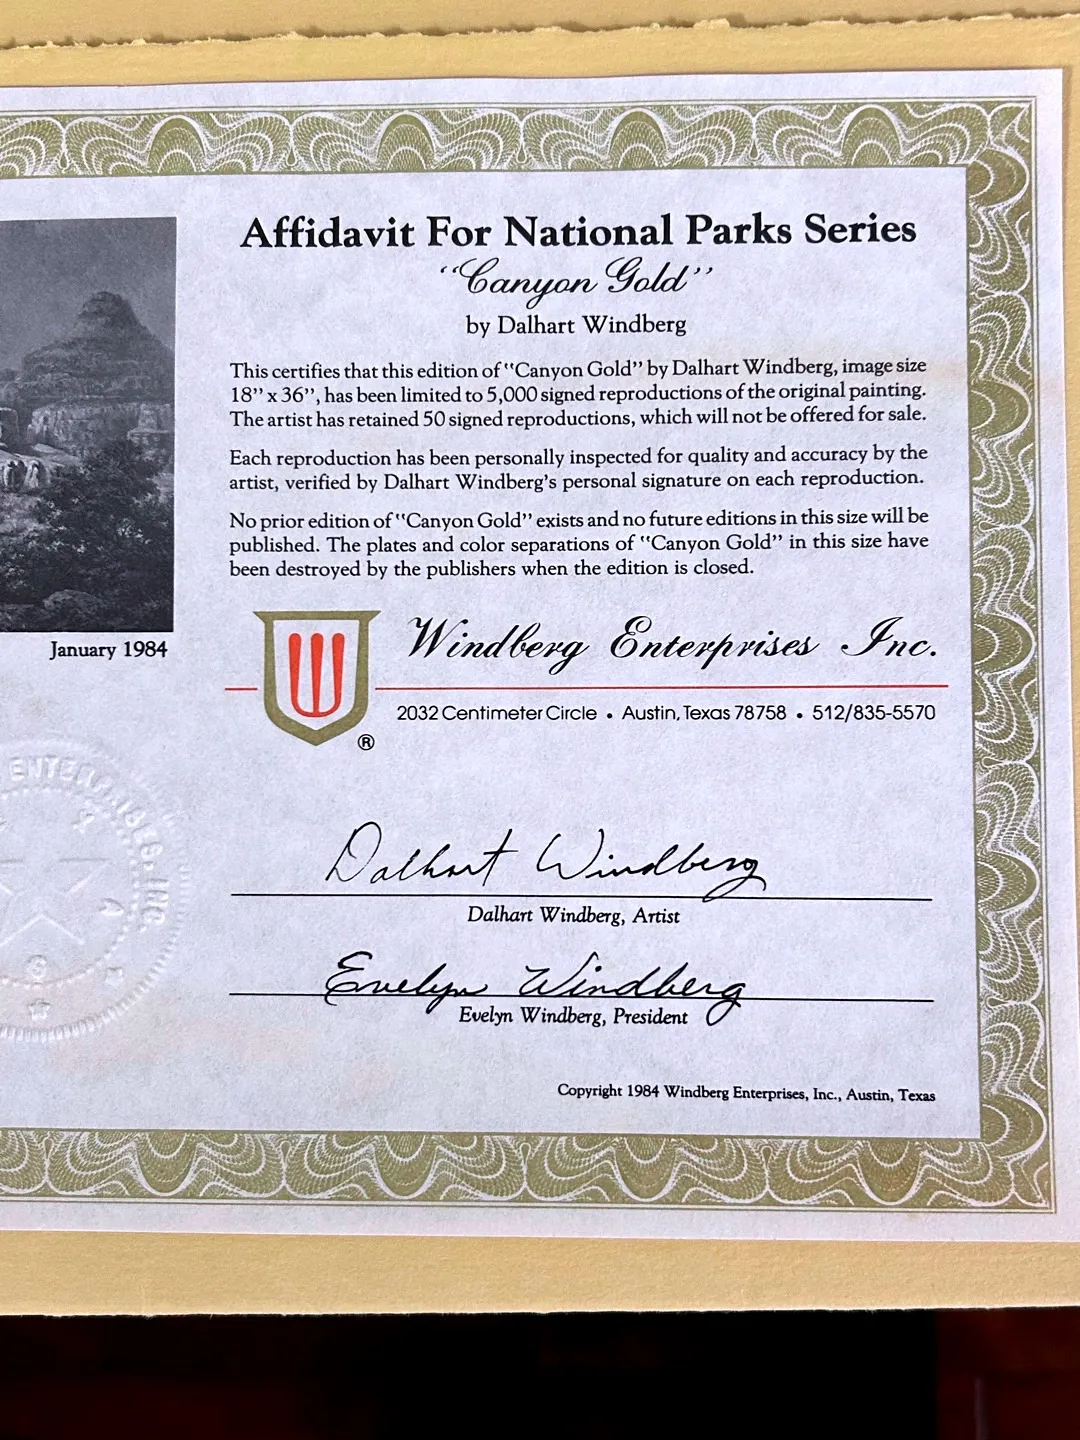 Affidavit For National Parks Series
“Canyon Gold”
by Dalhart Windberg
This certifies that this edition of “Canyon Gold” by Dalhart Windberg, image size
18” x 36”, has been limited to 5,000 signed reproductions of the original painting.
The artist has retained 50 signed reproductions, which will not be offered for sale.
Each reproduction has been personally inspected for quality and accuracy by the
artist, verified by Dalhart Windberg’s personal signature on each reproduction.
No prior edition of “Canyon Gold” exists and no future editions in this size will be
published. The plates and color separations of “Canyon Gold” in this size have
been destroyed by the publishers when the edition is closed.
January 1984
W
Windberg Enterprises Inc.
2032 Centimeter Circle • Austin, Texas 78758 • 512/835-5570
®
ENTERPRISES, INC
Dalhart Windberg
Dalhart Windberg, Artist
Evelyn Windberg
Evelyn Windberg, President
Copyright 1984 Windberg Enterprises, Inc., Austin, Texas